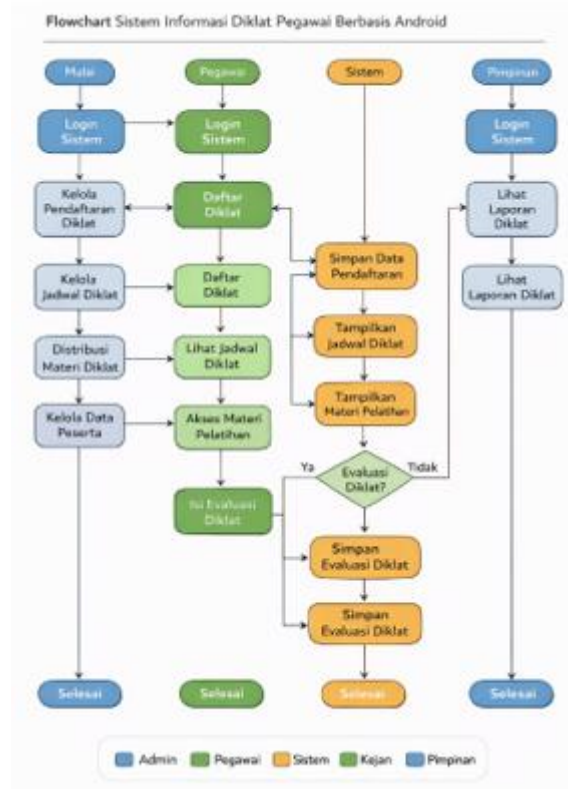 Flowchart Sistem Informasi Diklat Pegawai Berbasis Android
Mulai
Pegawai
Sistem
Pimpinan
Login
Sistem
Login
Sistem
Login
Sistem
Kelola
Pendaftaran
Diklat
Daftar
Diklat
Lihat
Laporan
Diklat
Simpan Data
Pendaftaran
Kelola
Jadwal Diklat
Daftar
Diklat
Lihat
Laporan Diklat
Tampilkan
Jadwal Diklat
Distribusi
Materi Diklat
Lihat Jadwal
Diklat
Tampilkan
Materi Pelatihan
Kelola Data
Peserta
Akses Materi
Pelatihan
Ya
Evaluasi
Diklat?
Tidak
Isi Evaluasi
Diklat
Simpan
Evaluasi Diklat
Simpan
Evaluasi Diklat
Selesai
Selesai
Selesai
Selesai
Admin
Pegawai
Sistem
Kejan
Pimpinan